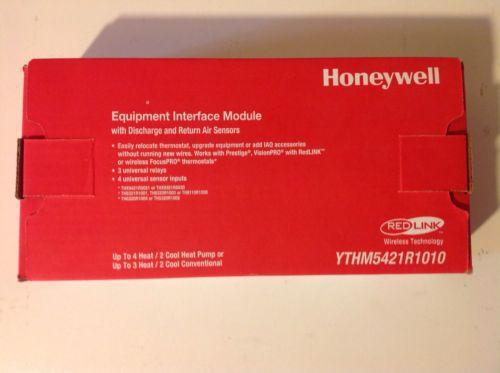 Honeywell
Equipment Interface Module
with Discharge and Return Air Sensors
• Easily relocate thermostat, upgrade equipment or add IAQ accessories
without running new wires. Works with Prestige®, VisionPRO® with RedLINK™
or wireless FocusPRO® thermostats*
• 3 universal relays
• 4 universal sensor inputs
REDLINK™
Wireless Technology
Up To 4 Heat / 2 Cool Heat Pump or
Up To 3 Heat / 2 Cool Conventional
YTHM5421R1010